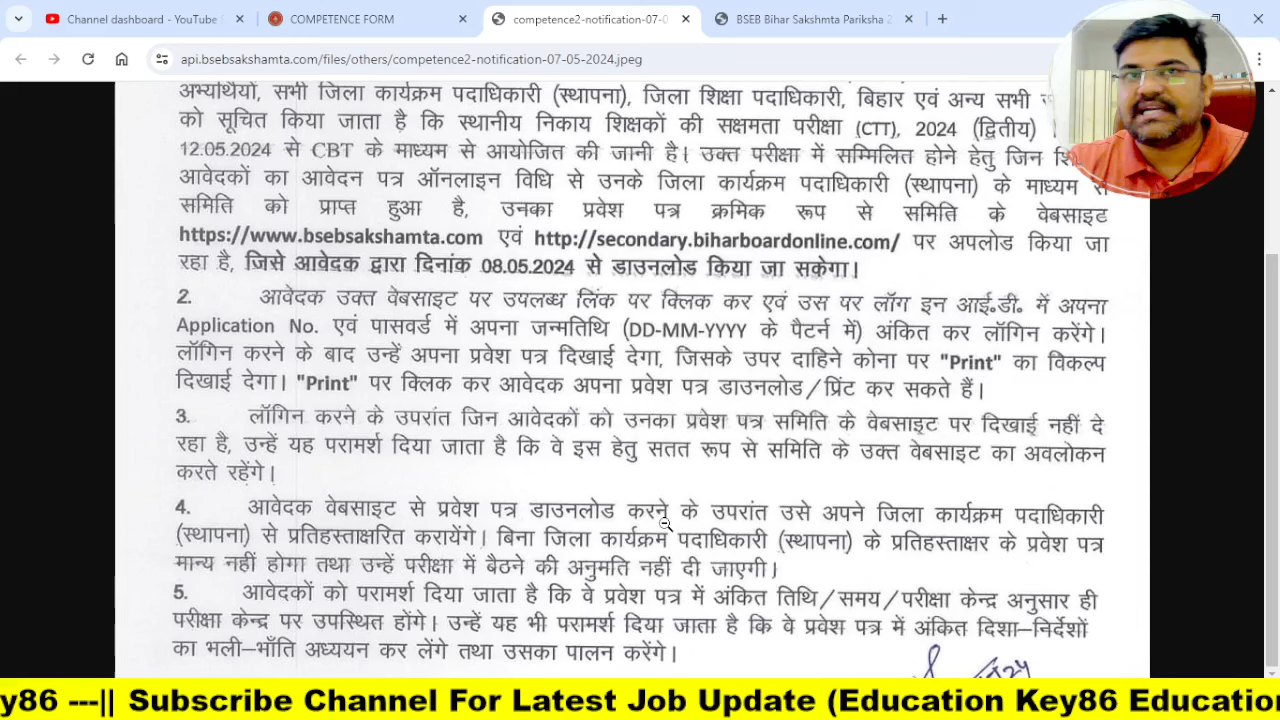 Channel dashboard - YouTube
COMPETENCE FORM
competence2-notification-07-0
BSEB Bihar Sakshmta Pariksha 2
api.bsebsakshamta.com/files/others/competence2-notification-07-05-2024.jpeg
अभ्यर्थियों, सभी जिला कार्यक्रम पदाधिकारी (स्थापना), जिला शिक्षा पदाधिकारी, बिहार एवं अन्य सभी
को सूचित किया जाता है कि स्थानीय निकाय शिक्षकों की सक्षमता परीक्षा (CTT), 2024 (द्वितीय)
12.05.2024 से CBT के माध्यम से आयोजित की जानी है। उक्त परीक्षा में सम्मिलित होने हेतु जिन
आवेदकों का आवेदन पत्र ऑनलाइन विधि से उनके जिला कार्यक्रम पदाधिकारी (स्थापना) के माध्यम से
समिति को प्राप्त हुआ है, उनका प्रवेश पत्र क्रमिक रूप से समिति के वेबसाइट
https://www.bsebsakshamta.com एवं http://secondary.biharboardonline.com/ पर अपलोड किया जा
रहा है, जिसे आवेदक द्वारा दिनांक 08.05.2024 से डाउनलोड किया जा सकेगा।
2. आवेदक उक्त वेबसाइट पर उपलब्ध लिंक पर क्लिक कर एवं उस पर लॉग इन आई॰डी॰ में अपना
Application No. एवं पासवर्ड में अपना जन्मतिथि (DD-MM-YYYY के पैटर्न में) अंकित कर लॉगिन करेंगे।
लॉगिन करने के बाद उन्हें अपना प्रवेश पत्र दिखाई देगा, जिसके उपर दाहिने कोना पर "Print" का विकल्प
दिखाई देगा। "Print" पर क्लिक कर आवेदक अपना प्रवेश पत्र डाउनलोड/प्रिंट कर सकते हैं।
3. लॉगिन करने के उपरांत जिन आवेदकों को उनका प्रवेश पत्र समिति के वेबसाइट पर दिखाई नहीं दे
रहा है, उन्हें यह परामर्श दिया जाता है कि वे इस हेतु सतत रूप से समिति के उक्त वेबसाइट का अवलोकन
करते रहेंगे।
4. आवेदक वेबसाइट से प्रवेश पत्र डाउनलोड करने के उपरांत उसे अपने जिला कार्यक्रम पदाधिकारी
(स्थापना) से प्रतिहस्ताक्षरित करायेंगे। बिना जिला कार्यक्रम पदाधिकारी (स्थापना) के प्रतिहस्ताक्षर के प्रवेश पत्र
मान्य नहीं होगा तथा उन्हें परीक्षा में बैठने की अनुमति नहीं दी जाएगी।
5. आवेदकों को परामर्श दिया जाता है कि वे प्रवेश पत्र में अंकित तिथि/समय/परीक्षा केन्द्र अनुसार ही
परीक्षा केन्द्र पर उपस्थित होंगे। उन्हें यह भी परामर्श दिया जाता है कि वे प्रवेश पत्र में अंकित दिशा–निर्देशों
का भली–भाँति अध्ययन कर लेंगे तथा उसका पालन करेंगे।
y86 ---|| Subscribe Channel For Latest Job Update (Education Key86 Education